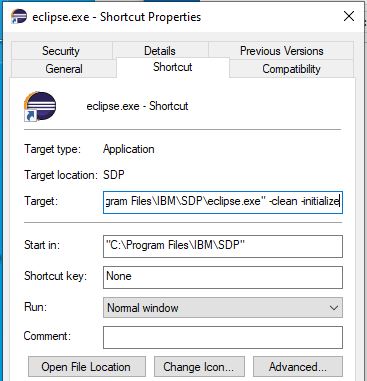 eclipse.exe - Shortcut Properties
Security Details Previous Versions
General Shortcut Compatibility
eclipse.exe - Shortcut
Target type: Application
Target location: SDP
Target: gram Files\IBM\SDP\eclipse.exe" -clean -initialize
Start in: "C:\Program Files\IBM\SDP"
Shortcut key: None
Run: Normal window
Comment:
Open File Location Change Icon... Advanced...